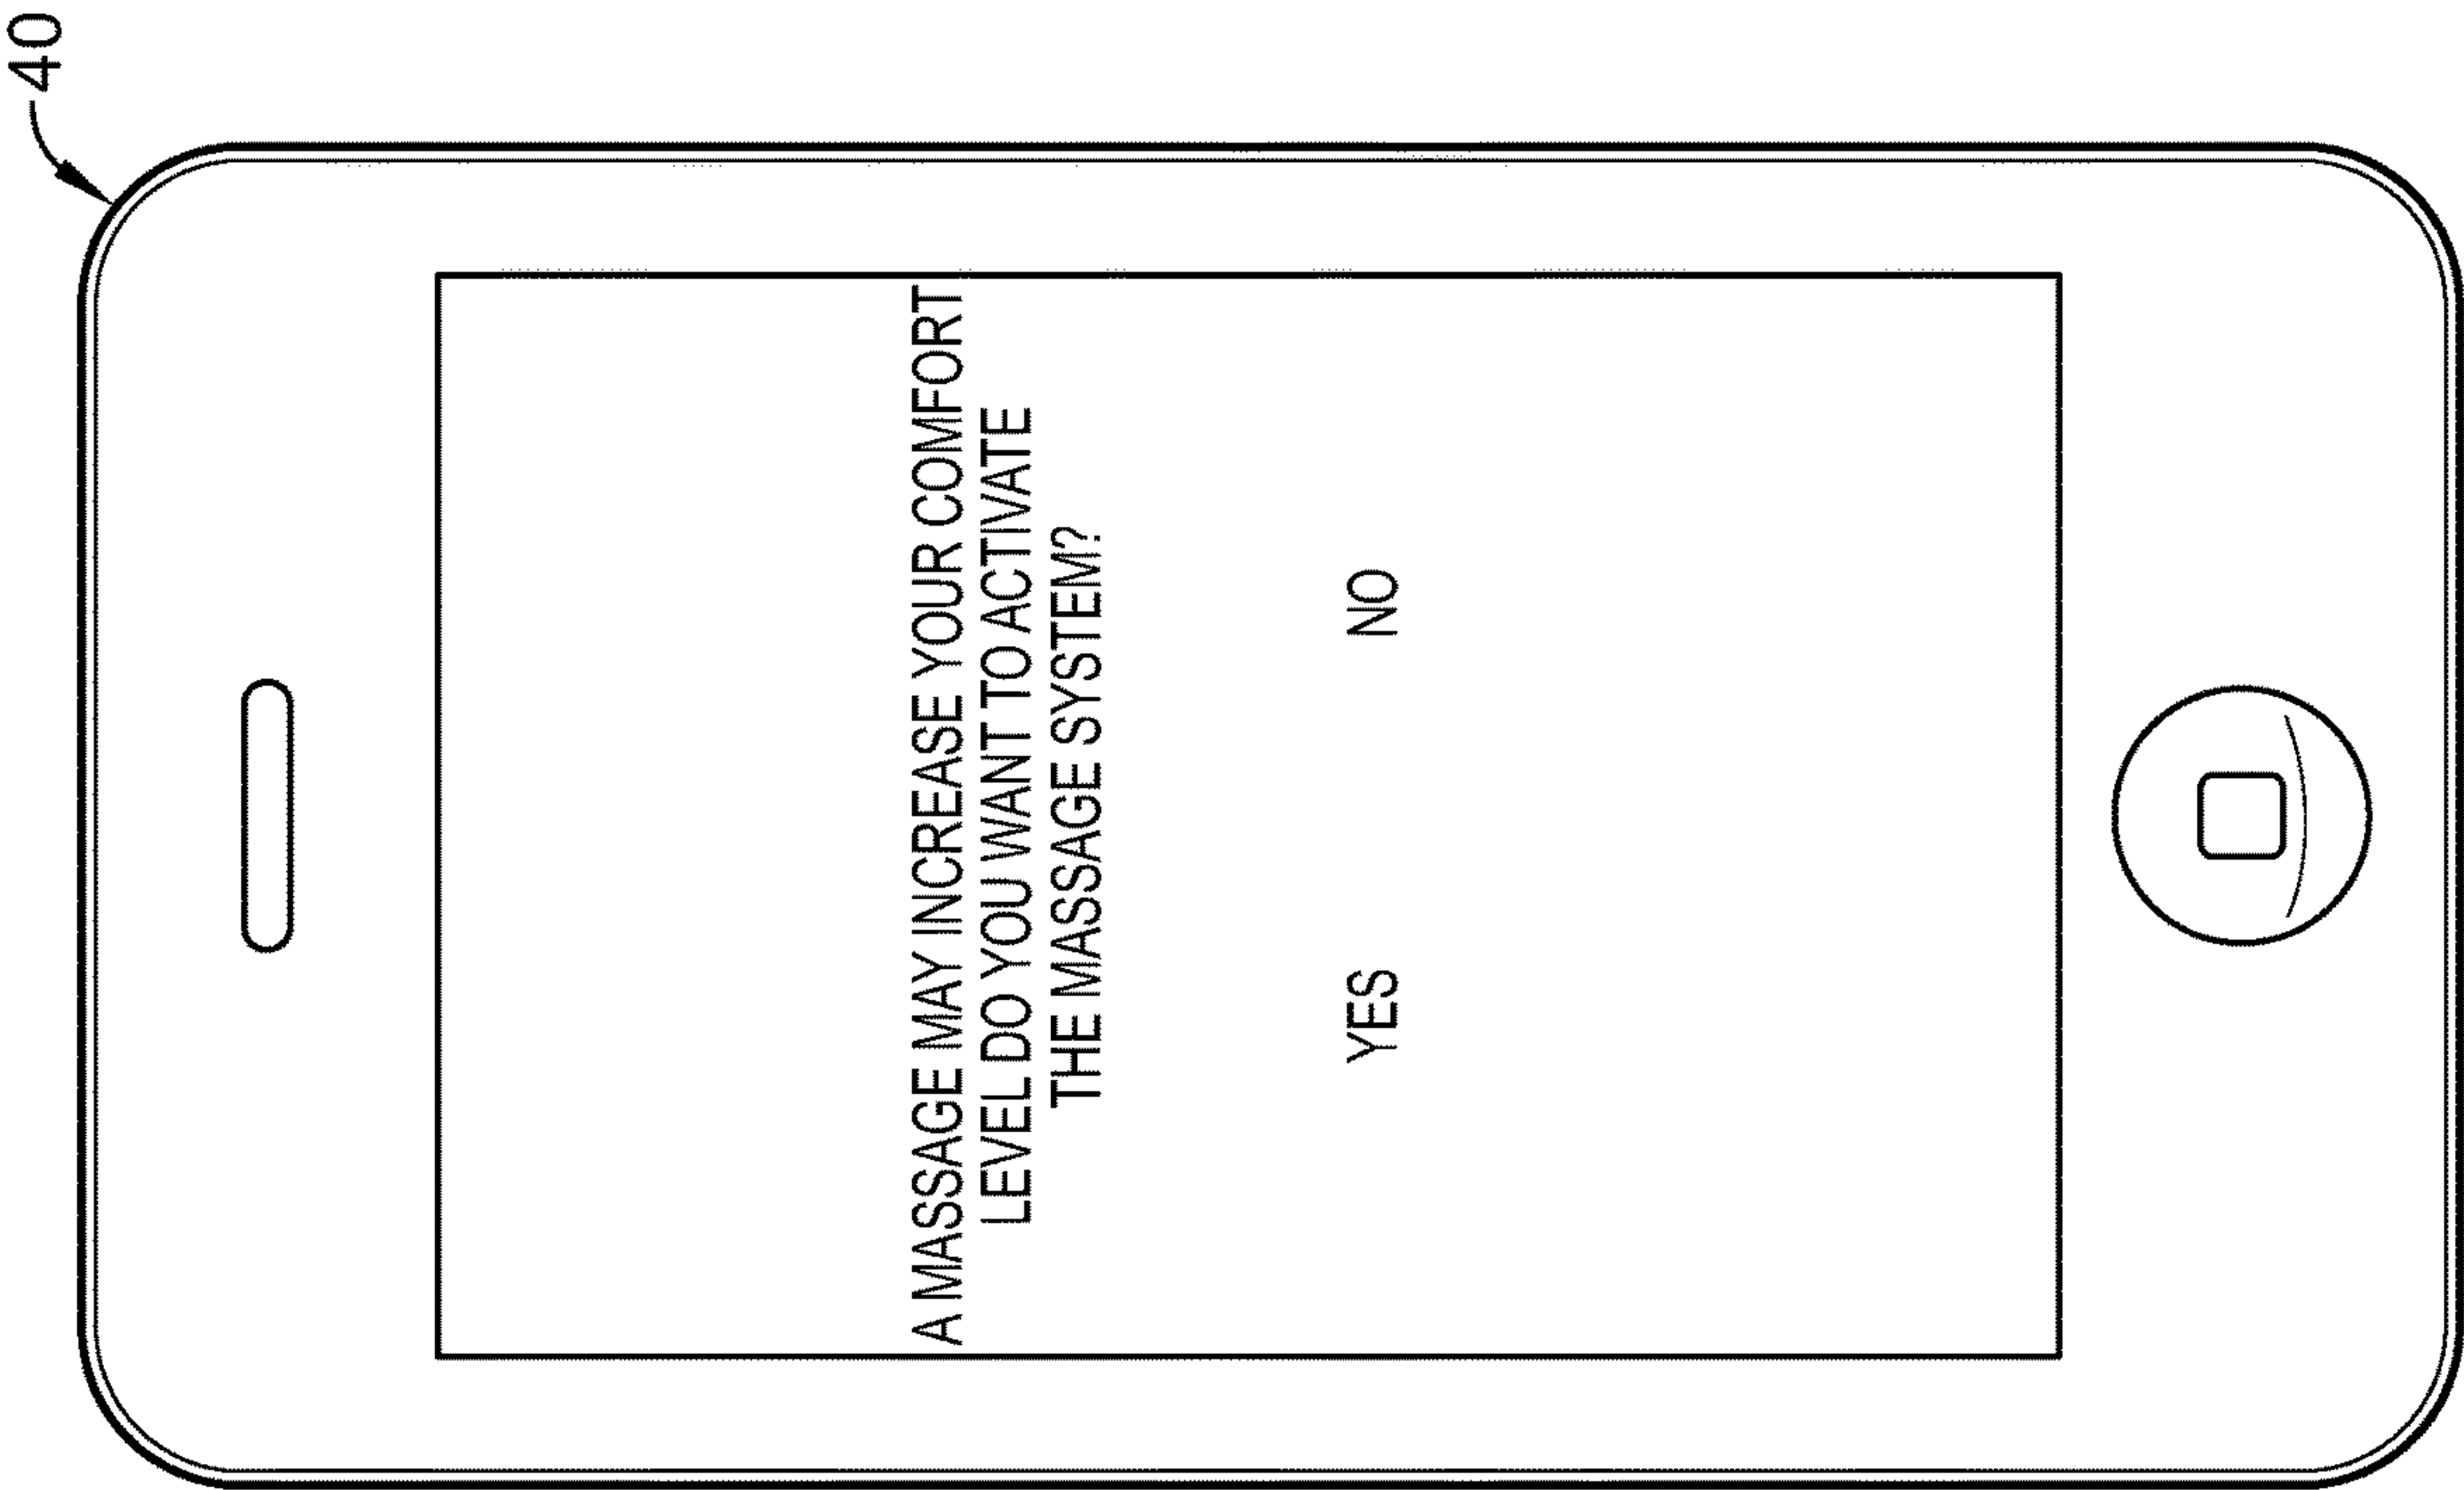 40
A MASSAGE MAY INCREASE YOUR COMFORT
LEVEL DO YOU WANT TO ACTIVATE
THE MASSAGE SYSTEM?
YES NO